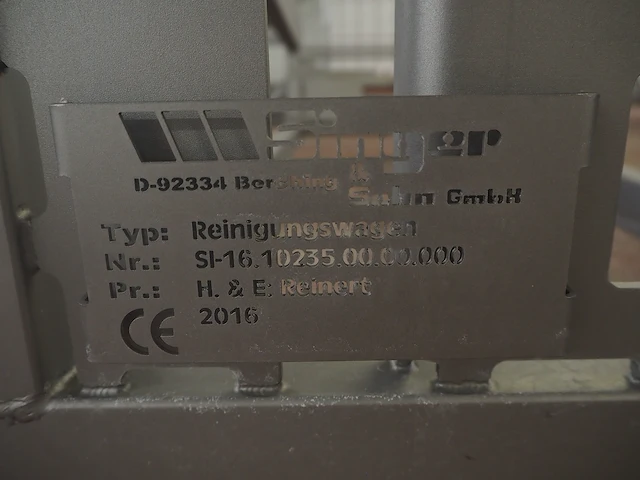 Singer
D-92334 Berching & Sohn GmbH
Typ: Reinigungswagen
Nr.: SI-16.10235.00.00.000
Pr.: H. & E. Reinert
CE 2016